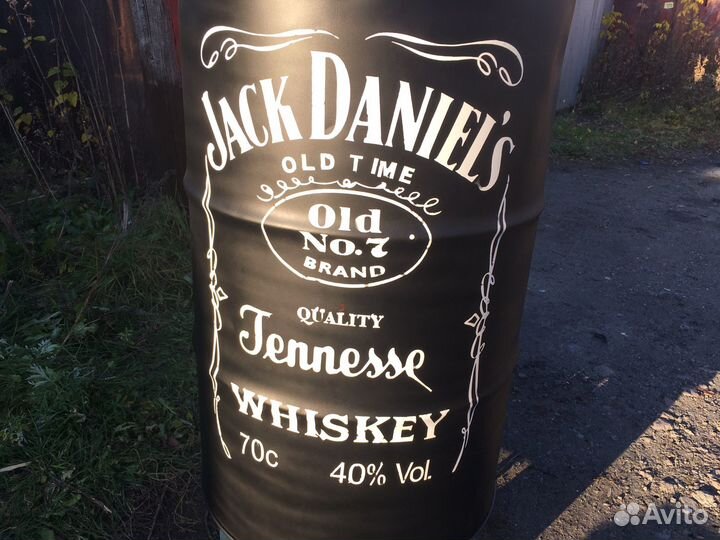 JACK DANIEL'S
OLD TIME
Old
No.7
BRAND
QUALITY
Tennesse
WHISKEY
70c 40% Vol.
Avito